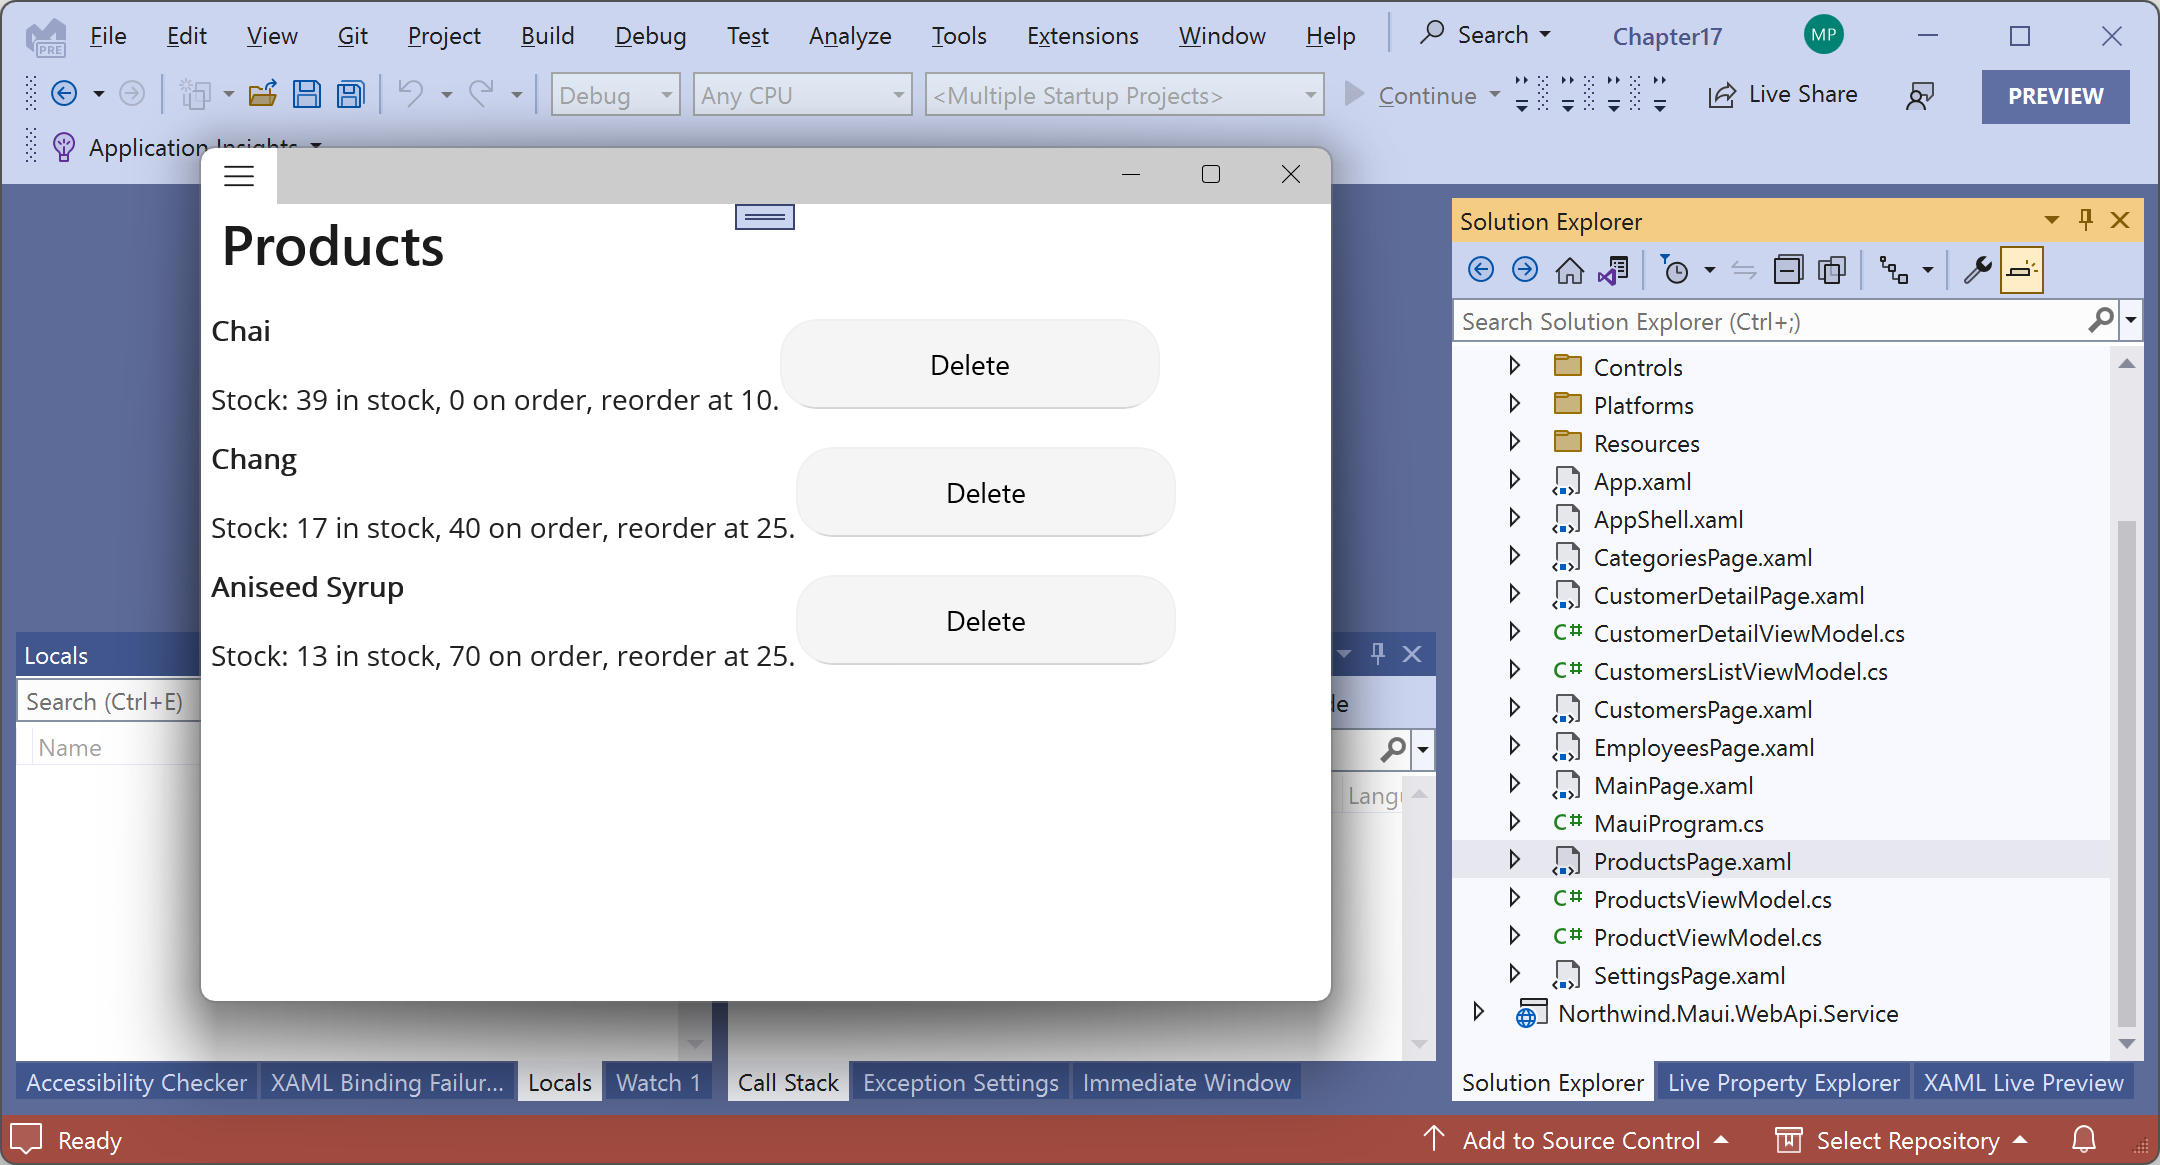 File Edit View Git Project Build Debug Test Analyze Tools Extensions Window Help Search Chapter17 MP
PRE
Debug Any CPU <Multiple Startup Projects> Continue Live Share PREVIEW
Application Insights
Products
Chai
Delete
Stock: 39 in stock, 0 on order, reorder at 10.
Chang
Delete
Stock: 17 in stock, 40 on order, reorder at 25.
Aniseed Syrup
Delete
Stock: 13 in stock, 70 on order, reorder at 25.
Locals
Search (Ctrl+E)
Name
Solution Explorer
Search Solution Explorer (Ctrl+;)
Controls
Platforms
Resources
App.xaml
AppShell.xaml
CategoriesPage.xaml
CustomerDetailPage.xaml
C# CustomerDetailViewModel.cs
C# CustomersListViewModel.cs
CustomersPage.xaml
EmployeesPage.xaml
MainPage.xaml
C# MauiProgram.cs
ProductsPage.xaml
C# ProductsViewModel.cs
C# ProductViewModel.cs
SettingsPage.xaml
Northwind.Maui.WebApi.Service
Accessibility Checker XAML Binding Failur... Locals Watch 1 Call Stack Exception Settings Immediate Window Solution Explorer Live Property Explorer XAML Live Preview
Ready Add to Source Control Select Repository